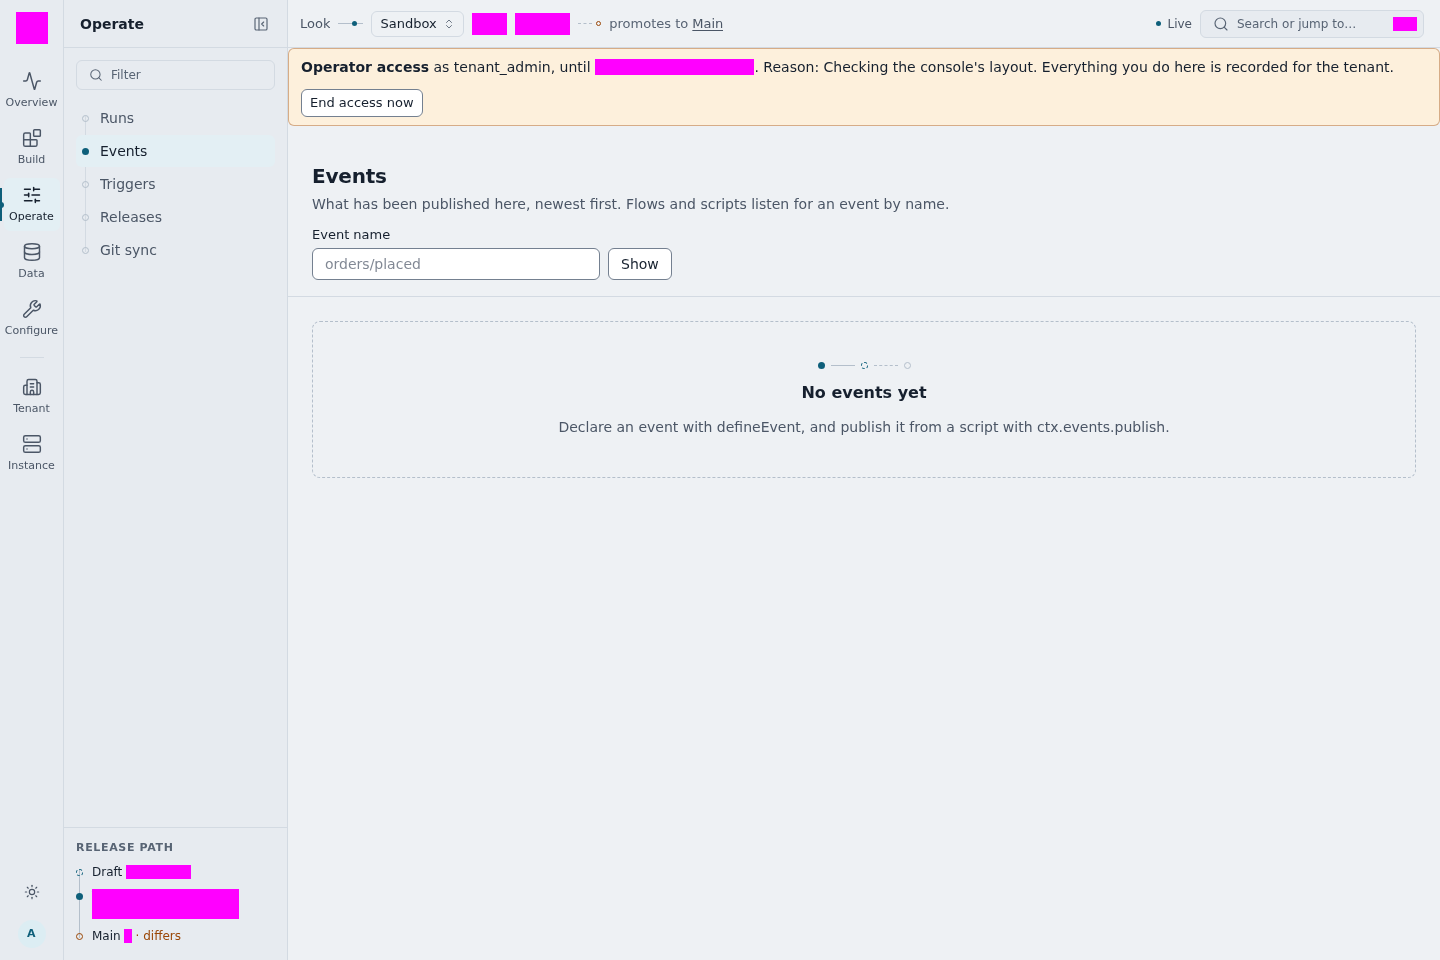 Operate
Look
Sandbox
promotes to Main
Live
Search or jump to...
Overview
Build
Operate
Data
Configure
Tenant
Instance
A
Filter
Runs
Events
Triggers
Releases
Git sync
RELEASE PATH
Draft
Main · differs
Operator access as tenant_admin, until . Reason: Checking the console's layout. Everything you do here is recorded for the tenant.
End access now
Events
What has been published here, newest first. Flows and scripts listen for an event by name.
Event name
orders/placed
Show
No events yet
Declare an event with defineEvent, and publish it from a script with ctx.events.publish.